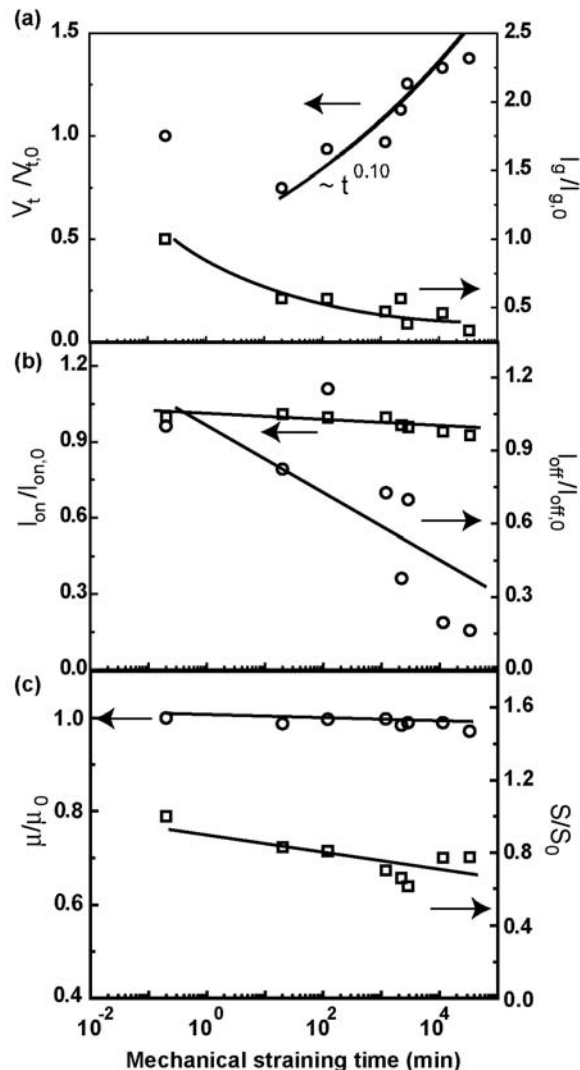 (a)
1.5
1.0
0.5
0.0
V_t /V_t,0
2.5
2.0
1.5
1.0
0.5
I_g/I_g,0
~ t^0.10
(b)
1.2
0.9
0.6
0.3
0.0
I_on/I_on,0
1.2
0.9
0.6
0.3
0.0
I_off/I_off,0
(c)
1.0
0.8
0.6
0.4
μ/μ_0
1.6
1.2
0.8
0.4
0.0
S/S_0
10^-2 10^0 10^2 10^4
Mechanical straining time (min)